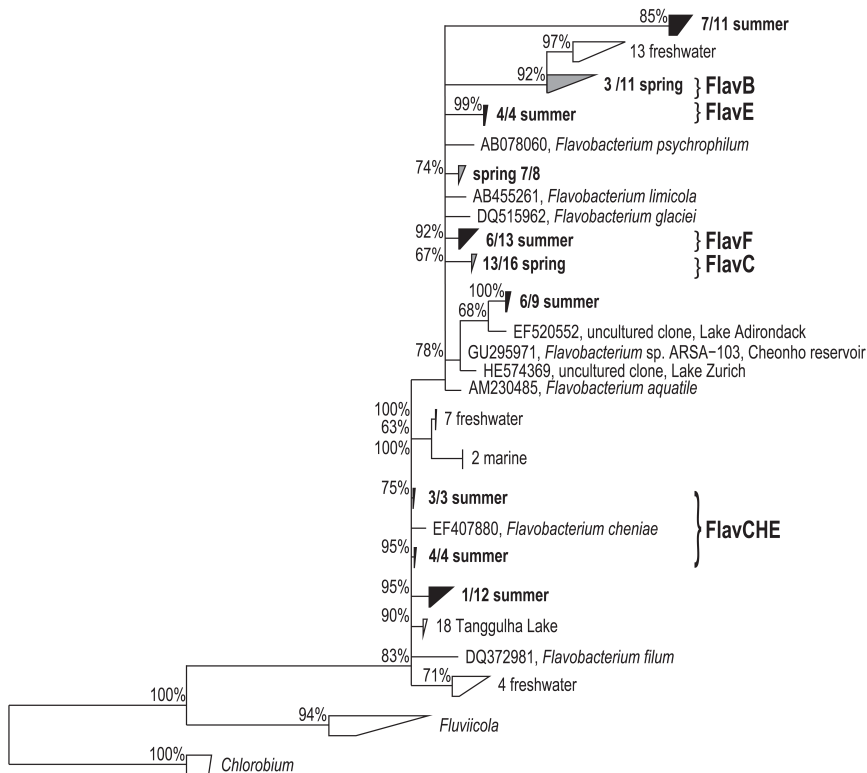 85%
7/11 summer
97%
13 freshwater
92%
3 /11 spring } FlavB
99%
4/4 summer } FlavE
AB078060, Flavobacterium psychrophilum
74%
spring 7/8
AB455261, Flavobacterium limicola
DQ515962, Flavobacterium glaciei
92%
6/13 summer } FlavF
67%
13/16 spring } FlavC
100%
6/9 summer
68%
EF520552, uncultured clone, Lake Adirondack
GU295971, Flavobacterium sp. ARSA−103, Cheonho reservoir
78%
HE574369, uncultured clone, Lake Zurich
AM230485, Flavobacterium aquatile
100%
63%
7 freshwater
100%
2 marine
75%
3/3 summer
EF407880, Flavobacterium cheniae } FlavCHE
95%
4/4 summer
95%
1/12 summer
90%
18 Tanggulha Lake
83%
DQ372981, Flavobacterium filum
71%
4 freshwater
100%
94%
Fluviicola
100%
Chlorobium